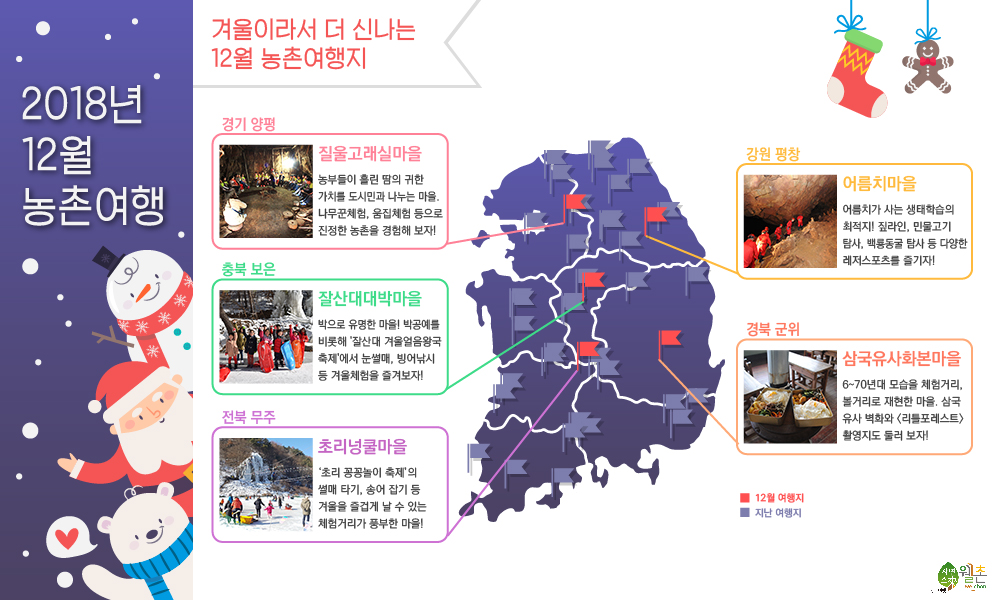 2018년
12월
농촌여행
겨울이라서 더 신나는
12월 농촌여행지
경기 양평
질울고래실마을
농부들이 흘린 땀의 귀한
가치를 도시민과 나누는 마을.
나무꾼체험, 움집체험 등으로
진정한 농촌을 경험해 보자!
충북 보은
잘산대대박마을
박으로 유명한 마을! 박공예를
비롯해 '잘산대 겨울얼음왕국
축제'에서 눈썰매, 빙어낚시
등 겨울체험을 즐겨보자!
전북 무주
초리넝쿨마을
'초리 꽁꽁놀이 축제'의
썰매 타기, 송어 잡기 등
겨울을 즐겁게 날 수 있는
체험거리가 풍부한 마을!
강원 평창
어름치마을
어름치가 사는 생태학습의
최적지! 짚라인, 민물고기
탐사, 백룡동굴 탐사 등 다양한
레저스포츠를 즐기자!
경북 군위
삼국유사화본마을
6~70년대 모습을 체험거리,
볼거리로 재현한 마을. 삼국
유사 벽화와 <리틀포레스트>
촬영지도 둘러 보자!
12월 여행지
지난 여행지
웰촌